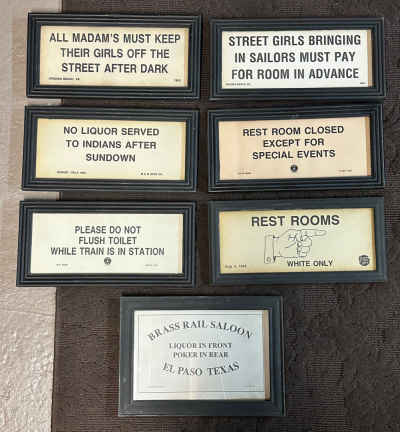 ALL MADAM'S MUST KEEP
THEIR GIRLS OFF THE
STREET AFTER DARK
STREET GIRLS BRINGING
IN SAILORS MUST PAY
FOR ROOM IN ADVANCE
NO LIQUOR SERVED
TO INDIANS AFTER
SUNDOWN
REST ROOM CLOSED
EXCEPT FOR
SPECIAL EVENTS
PLEASE DO NOT
FLUSH TOILET
WHILE TRAIN IS IN STATION
REST ROOMS
WHITE ONLY
BRASS RAIL SALOON
LIQUOR IN FRONT
POKER IN REAR
EL PASO TEXAS